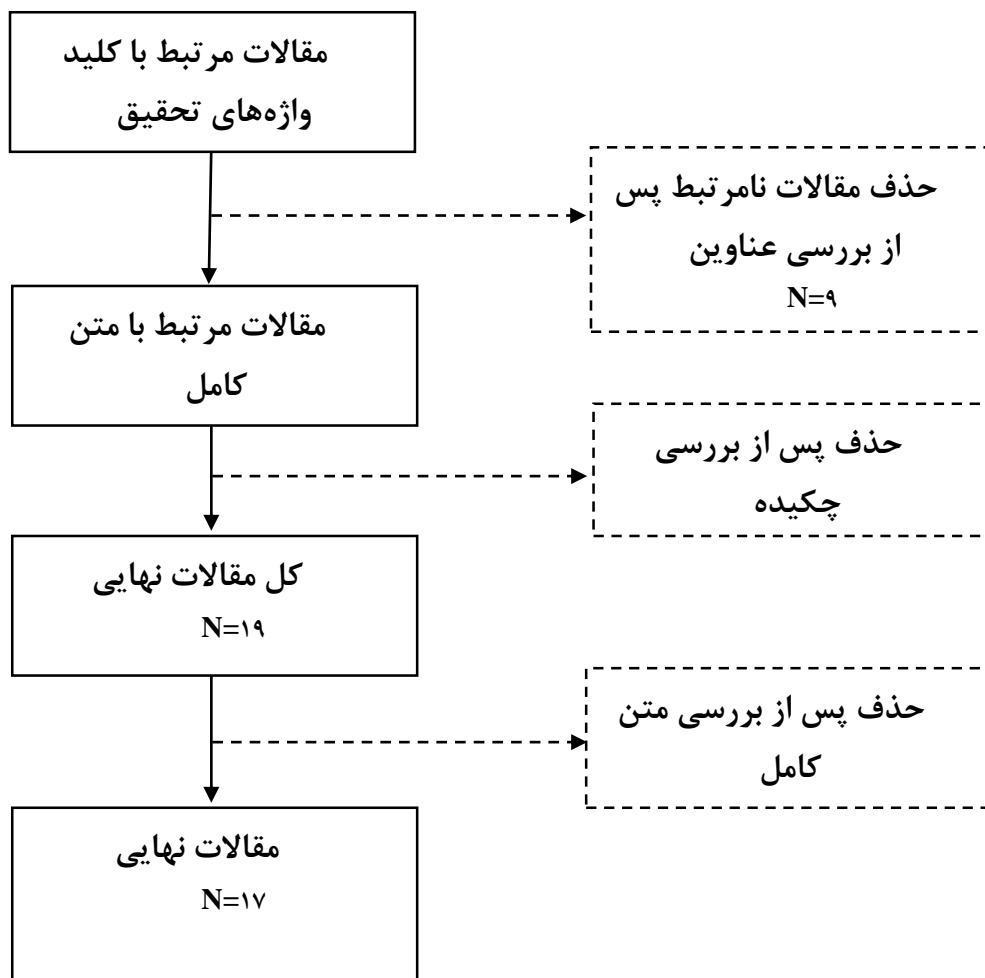 مقالات مرتبط با کلید
واژه‌های تحقیق
حذف مقالات نامرتبط پس
از بررسی عناوین
N=۹
مقالات مرتبط با متن
کامل
حذف پس از بررسی
چکیده
کل مقالات نهایی
N=۱۹
حذف پس از بررسی متن
کامل
مقالات نهایی
N=۱۷